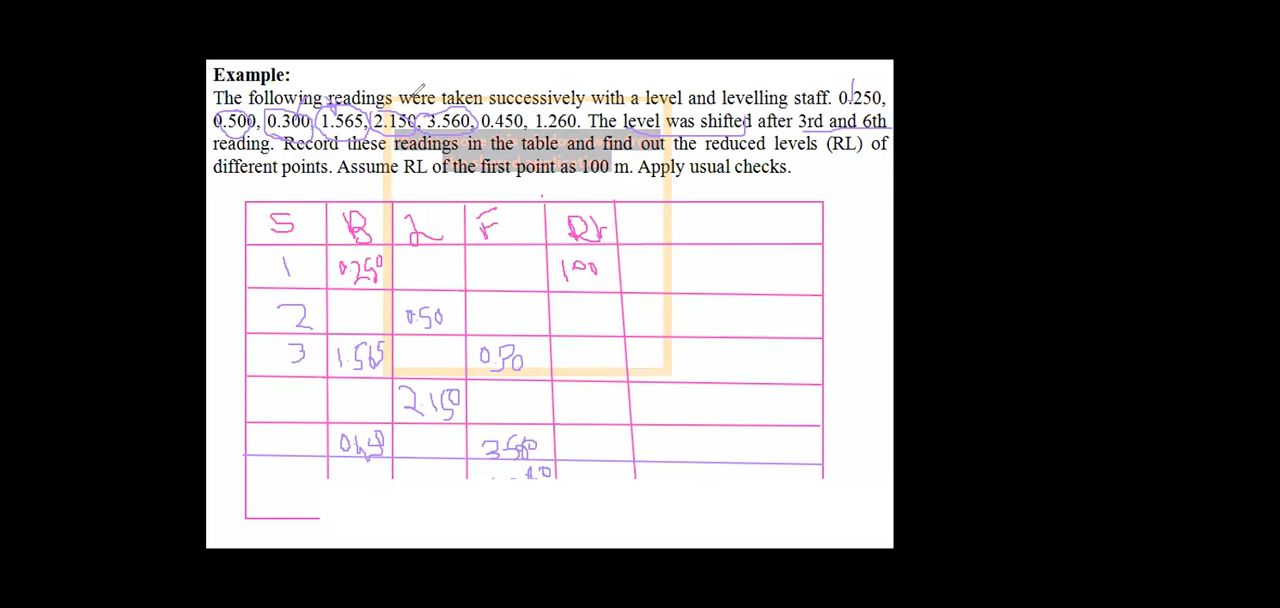 Example:
The following readings were taken successively with a level and levelling staff. 0.250,
0.500, 0.300, 1.565, 2.150, 3.560, 0.450, 1.260. The level was shifted after 3rd and 6th
reading. Record these readings in the table and find out the reduced levels (RL) of
different points. Assume RL of the first point as 100 m. Apply usual checks.
S B I F RL
1 0.250 100
2 0.50
3 1.565 0.30
2.150
0.45 3.560